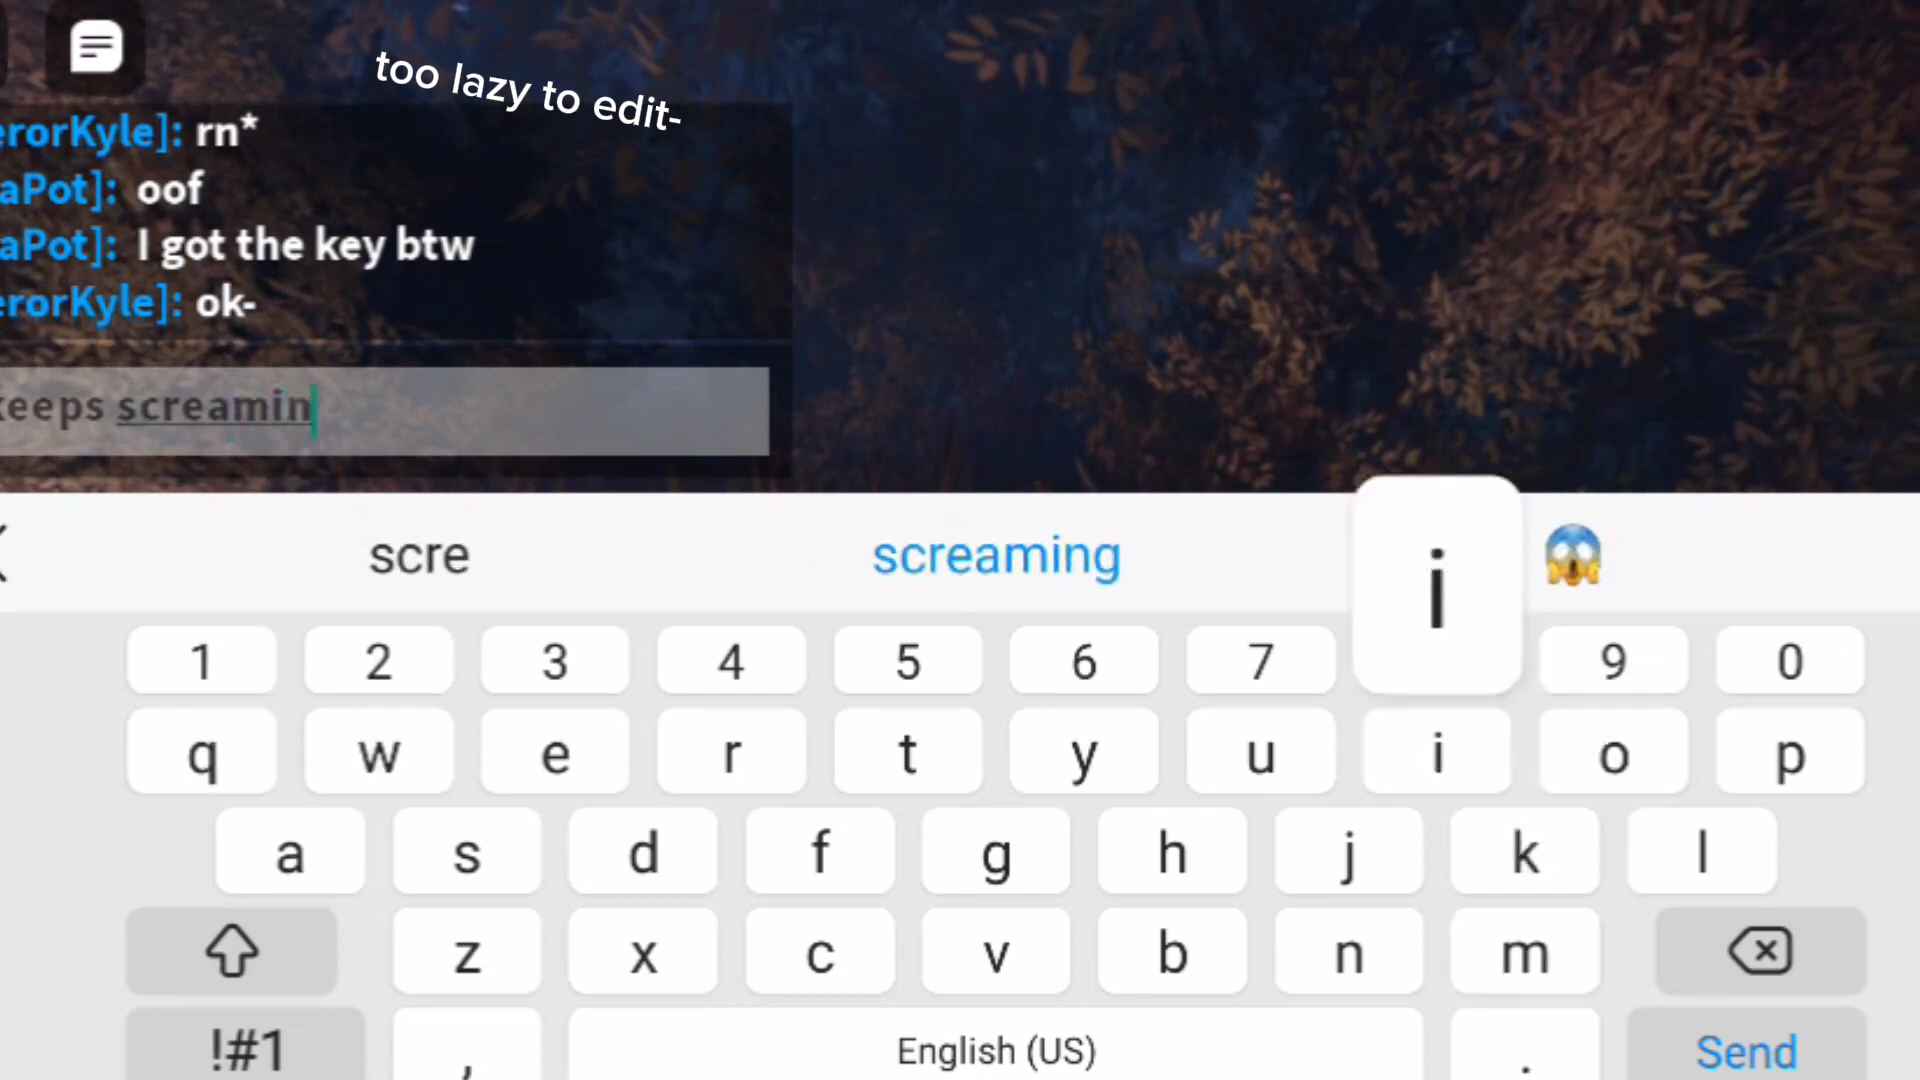 too lazy to edit-
erorKyle]: rn*
aPot]: oof
aPot]: I got the key btw
erorKyle]: ok-
keeps screamin
scre screaming i 😱
1 2 3 4 5 6 7 9 0
q w e r t y u i o p
a s d f g h j k l
z x c v b n m
!#1 , English (US) . Send